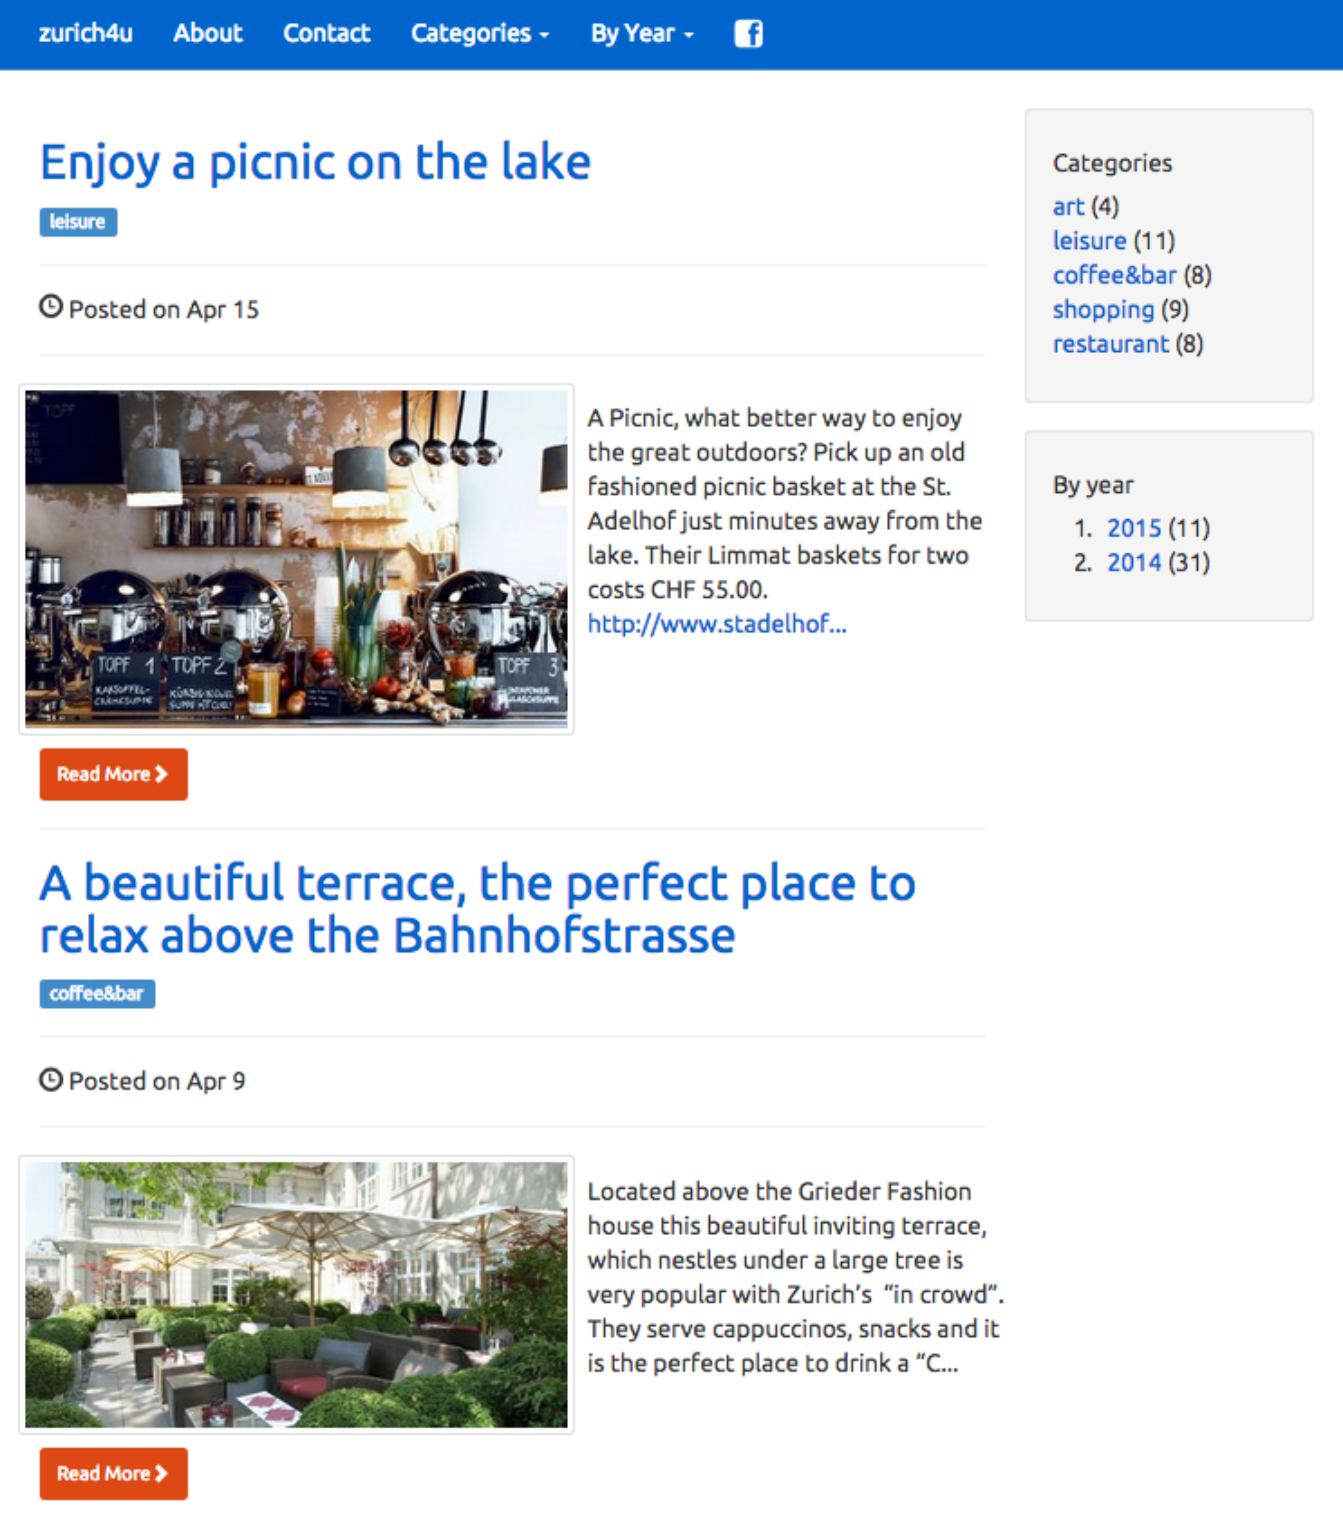 zurich4u About Contact Categories By Year
Enjoy a picnic on the lake
leisure
Posted on Apr 15
TOPF
TOPF 1
KARTOFFEL-
CREMESUPPE
TOPF 2
TOPF 3
A Picnic, what better way to enjoy
the great outdoors? Pick up an old
fashioned picnic basket at the St.
Adelhof just minutes away from the
lake. Their Limmat baskets for two
costs CHF 55.00.
http://www.stadelhof...
Read More
A beautiful terrace, the perfect place to
relax above the Bahnhofstrasse
coffee&bar
Posted on Apr 9
Located above the Grieder Fashion
house this beautiful inviting terrace,
which nestles under a large tree is
very popular with Zurich's “in crowd”.
They serve cappuccinos, snacks and it
is the perfect place to drink a “C...
Read More
Categories
art (4)
leisure (11)
coffee&bar (8)
shopping (9)
restaurant (8)
By year
1. 2015 (11)
2. 2014 (31)